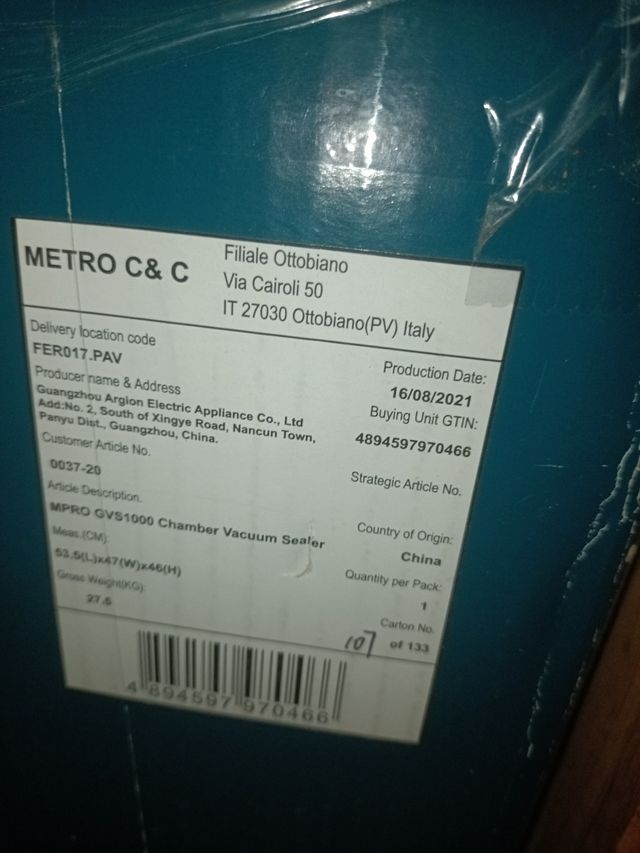 METRO C& C
Filiale Ottobiano
Via Cairoli 50
IT 27030 Ottobiano(PV) Italy
Delivery location code
FER017.PAV
Producer name & Address
Guangzhou Argion Electric Appliance Co., Ltd
Add:No. 2, South of Xingye Road, Nancun Town,
Panyu Dist., Guangzhou, China.
Customer Article No.
0037-20
Article Description.
MPRO GVS1000 Chamber Vacuum Sealer
Meas.(CM):
53.5(L)x47(W)x46(H)
Gross Weight(KG):
27.5
Production Date:
16/08/2021
Buying Unit GTIN:
4894597970466
Strategic Article No.
Country of Origin:
China
Quantity per Pack:
1
Carton No.
107 of 133
4 894597 970466